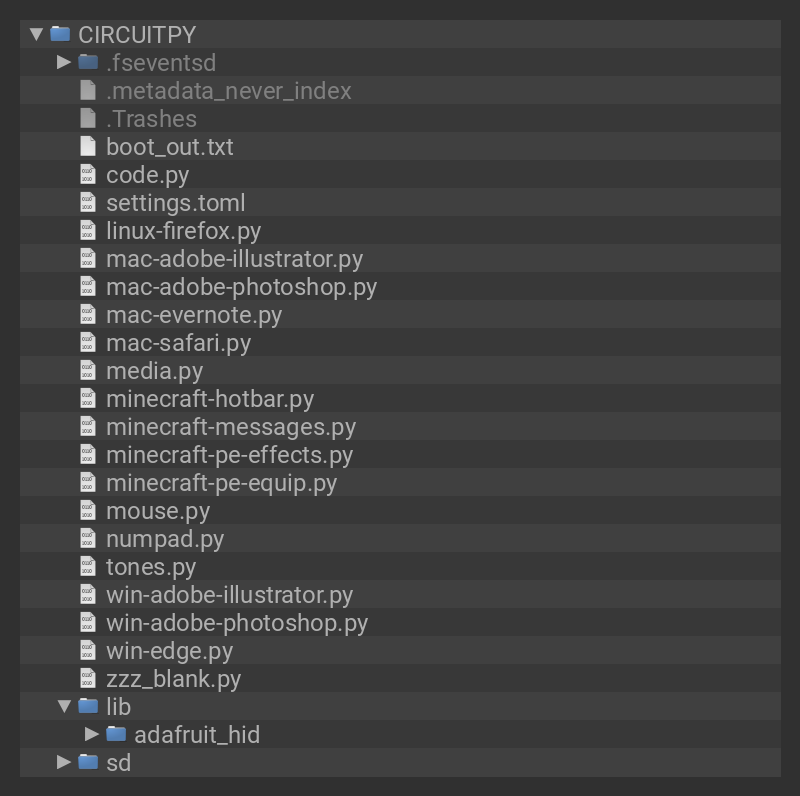 CIRCUITPY
.fseventsd
.metadata_never_index
.Trashes
boot_out.txt
code.py
settings.toml
linux-firefox.py
mac-adobe-illustrator.py
mac-adobe-photoshop.py
mac-evernote.py
mac-safari.py
media.py
minecraft-hotbar.py
minecraft-messages.py
minecraft-pe-effects.py
minecraft-pe-equip.py
mouse.py
numpad.py
tones.py
win-adobe-illustrator.py
win-adobe-photoshop.py
win-edge.py
zzz_blank.py
lib
adafruit_hid
sd